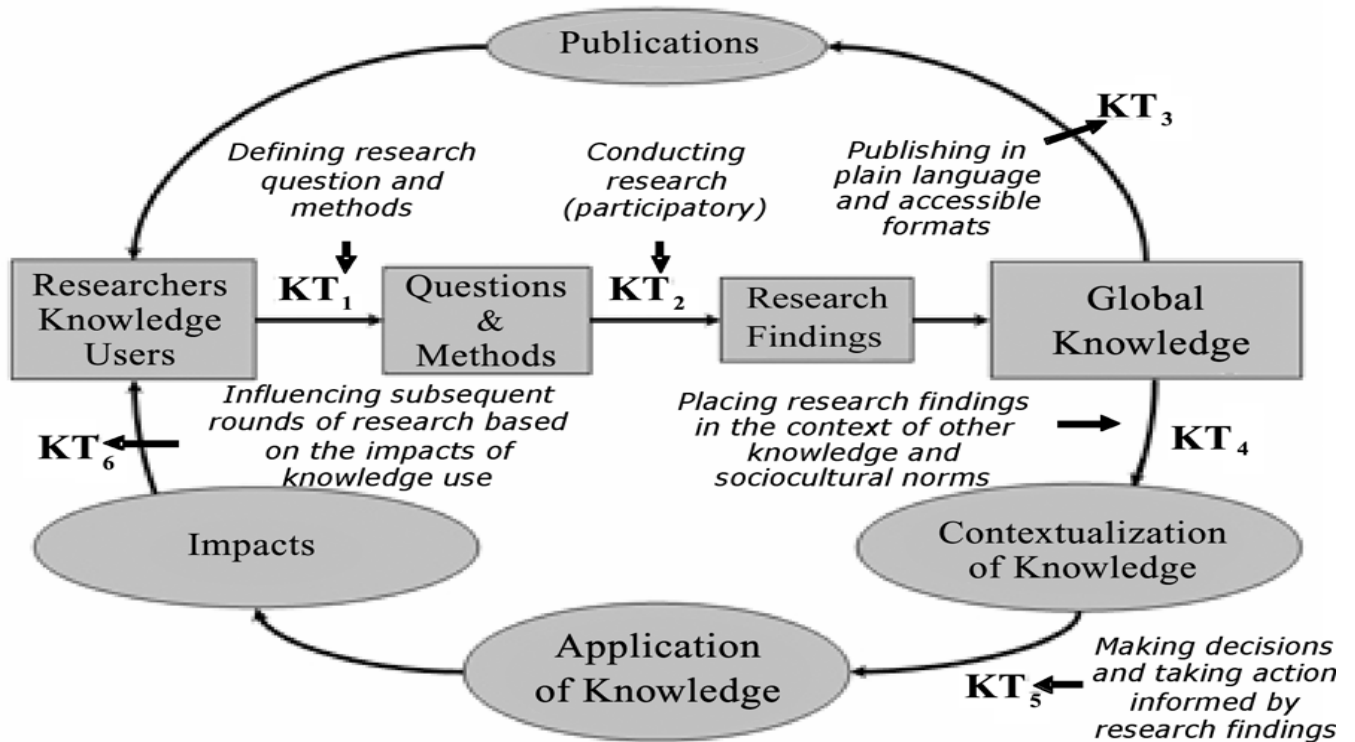 Publications
KT3
Defining research
question and
methods
Conducting
research
(participatory)
Publishing in
plain language
and accessible
formats
Researchers
Knowledge
Users
KT1
Questions
&
Methods
KT2
Research
Findings
Global
Knowledge
Influencing subsequent
rounds of research based
on the impacts of
knowledge use
KT6
Placing research findings
in the context of other
knowledge and
sociocultural norms
KT4
Impacts
Contextualization
of Knowledge
Application
of Knowledge
KT5
Making decisions
and taking action
informed by
research findings